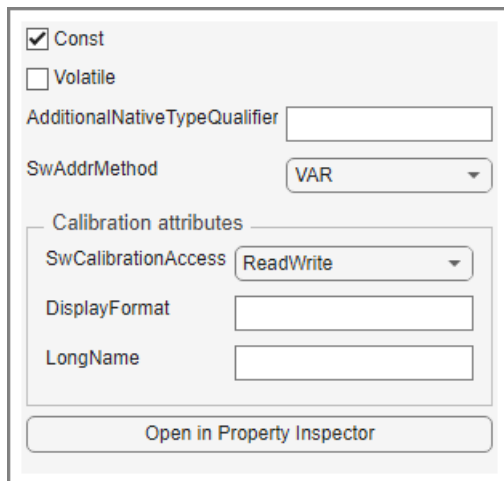 Const
Volatile
AdditionalNativeTypeQualifier
SwAddrMethod VAR
Calibration attributes
SwCalibrationAccess ReadWrite
DisplayFormat
LongName
Open in Property Inspector